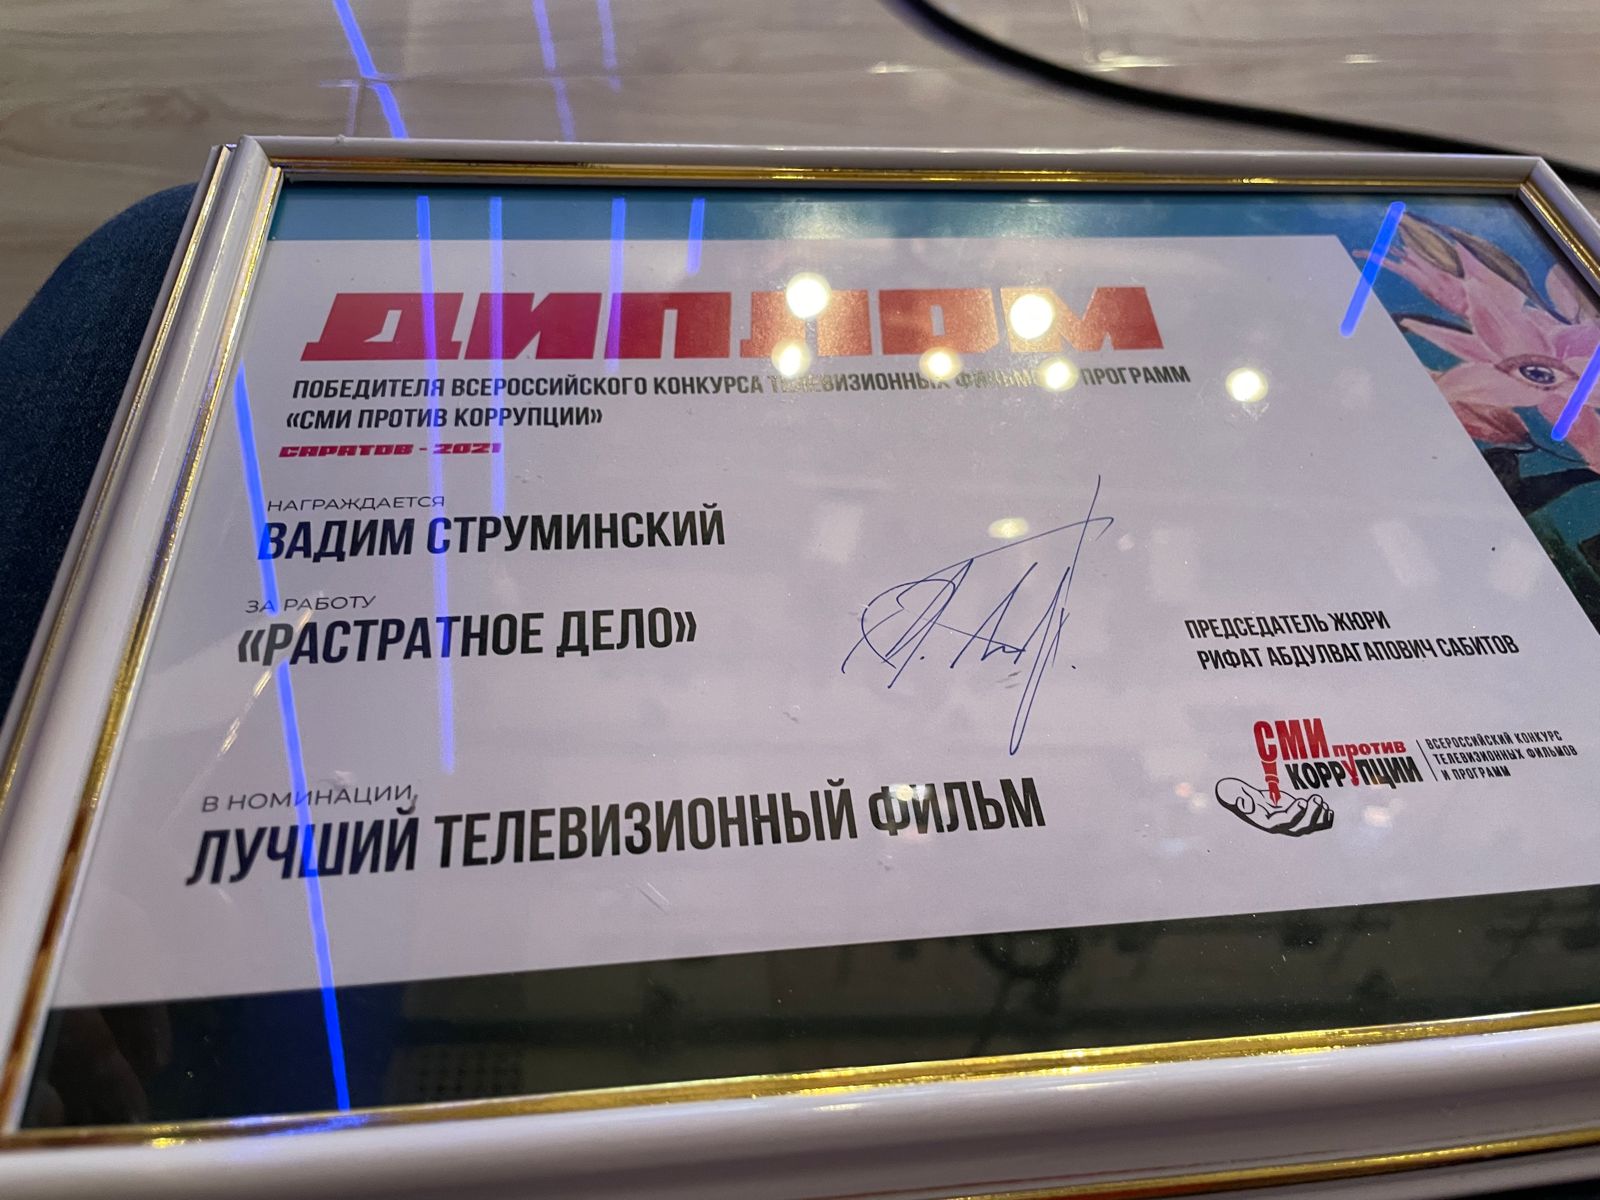 ДИПЛОМ
ПОБЕДИТЕЛЯ ВСЕРОССИЙСКОГО КОНКУРСА ТЕЛЕВИЗИОННЫХ ФИЛЬМОВ И ПРОГРАММ
«СМИ ПРОТИВ КОРРУПЦИИ»
САРАТОВ - 2021
НАГРАЖДАЕТСЯ
ВАДИМ СТРУМИНСКИЙ
ЗА РАБОТУ
«РАСТРАТНОЕ ДЕЛО»
ПРЕДСЕДАТЕЛЬ ЖЮРИ
РИФАТ АБДУЛВАГАПОВИЧ САБИТОВ
В НОМИНАЦИИ
ЛУЧШИЙ ТЕЛЕВИЗИОННЫЙ ФИЛЬМ
СМИ ПРОТИВ
КОРРУПЦИИ
ВСЕРОССИЙСКИЙ КОНКУРС
ТЕЛЕВИЗИОННЫХ ФИЛЬМОВ
И ПРОГРАММ